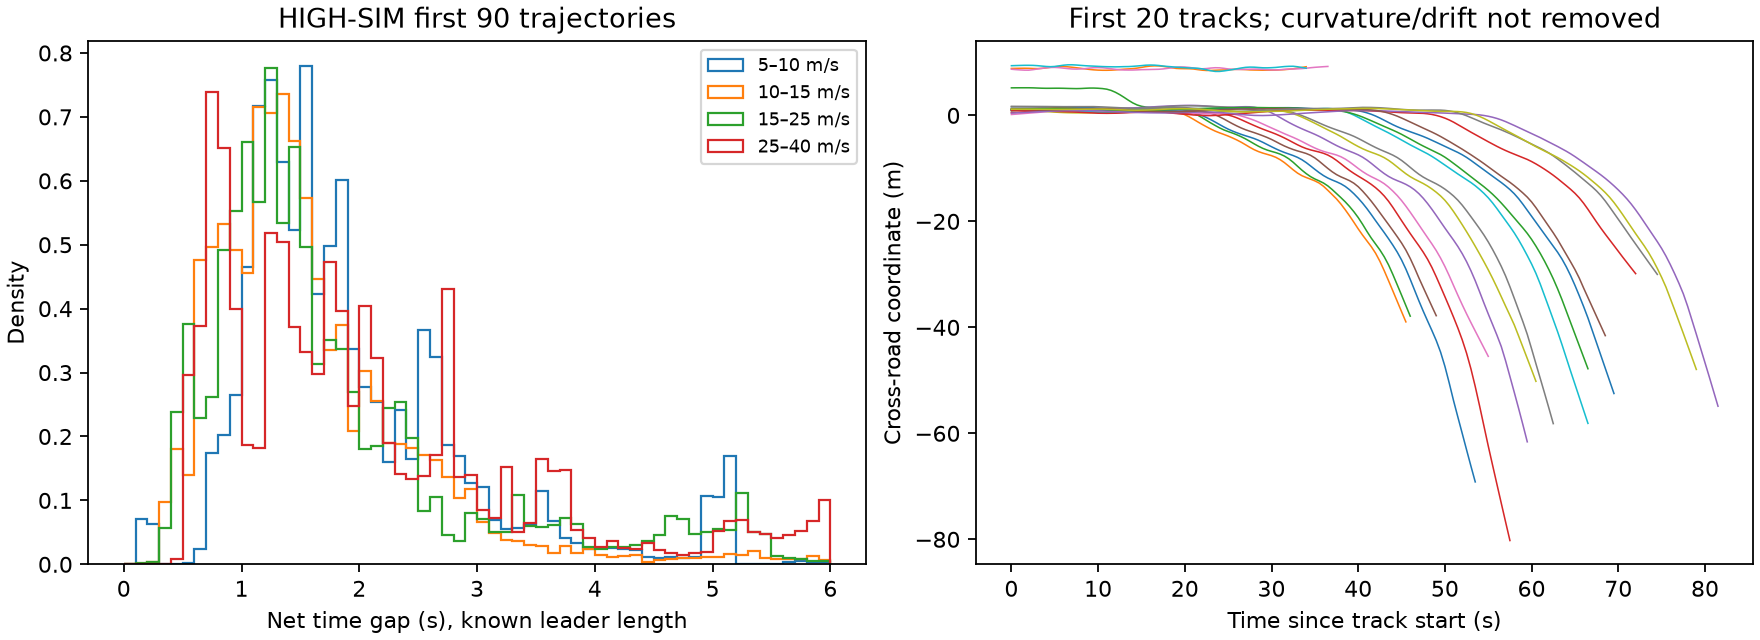 HIGH-SIM first 90 trajectories
5–10 m/s
10–15 m/s
15–25 m/s
25–40 m/s
Density
0.8
0.7
0.6
0.5
0.4
0.3
0.2
0.1
0.0
0 1 2 3 4 5 6
Net time gap (s), known leader length
First 20 tracks; curvature/drift not removed
Cross-road coordinate (m)
0
−20
−40
−60
−80
0 10 20 30 40 50 60 70 80
Time since track start (s)